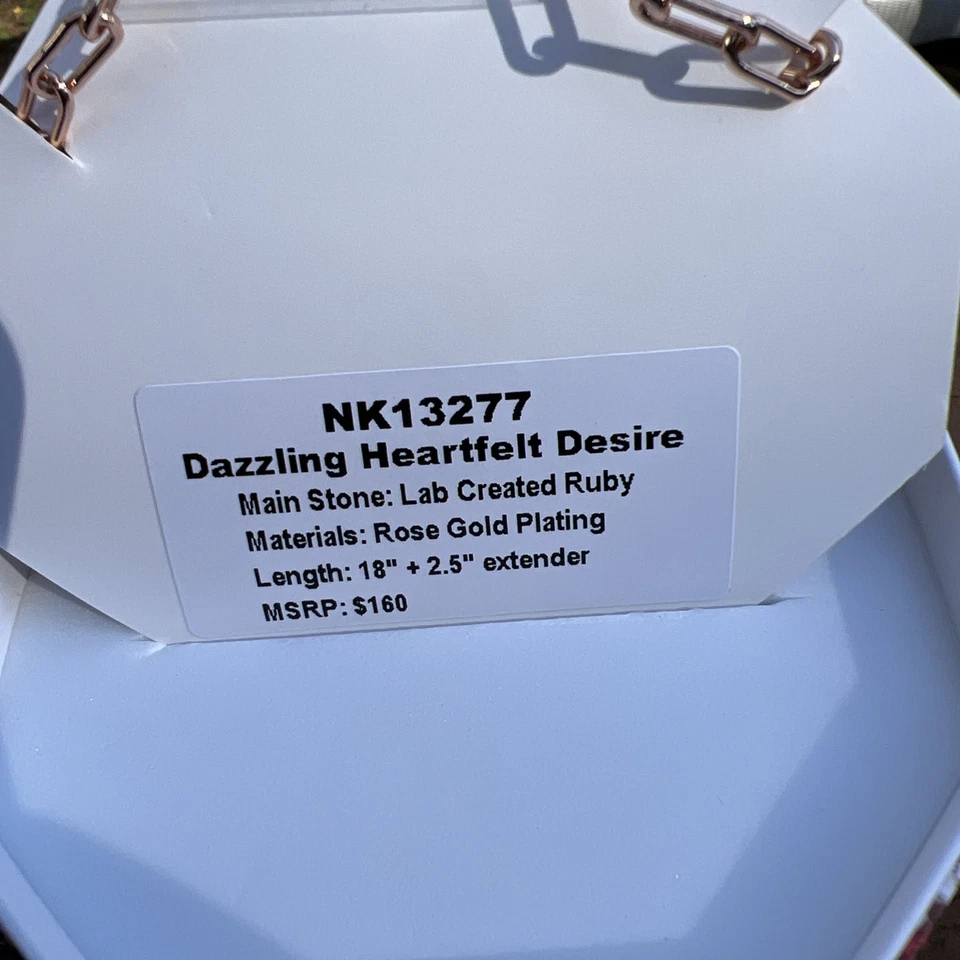 NK13277
Dazzling Heartfelt Desire
Main Stone: Lab Created Ruby
Materials: Rose Gold Plating
Length: 18" + 2.5" extender
MSRP: $160